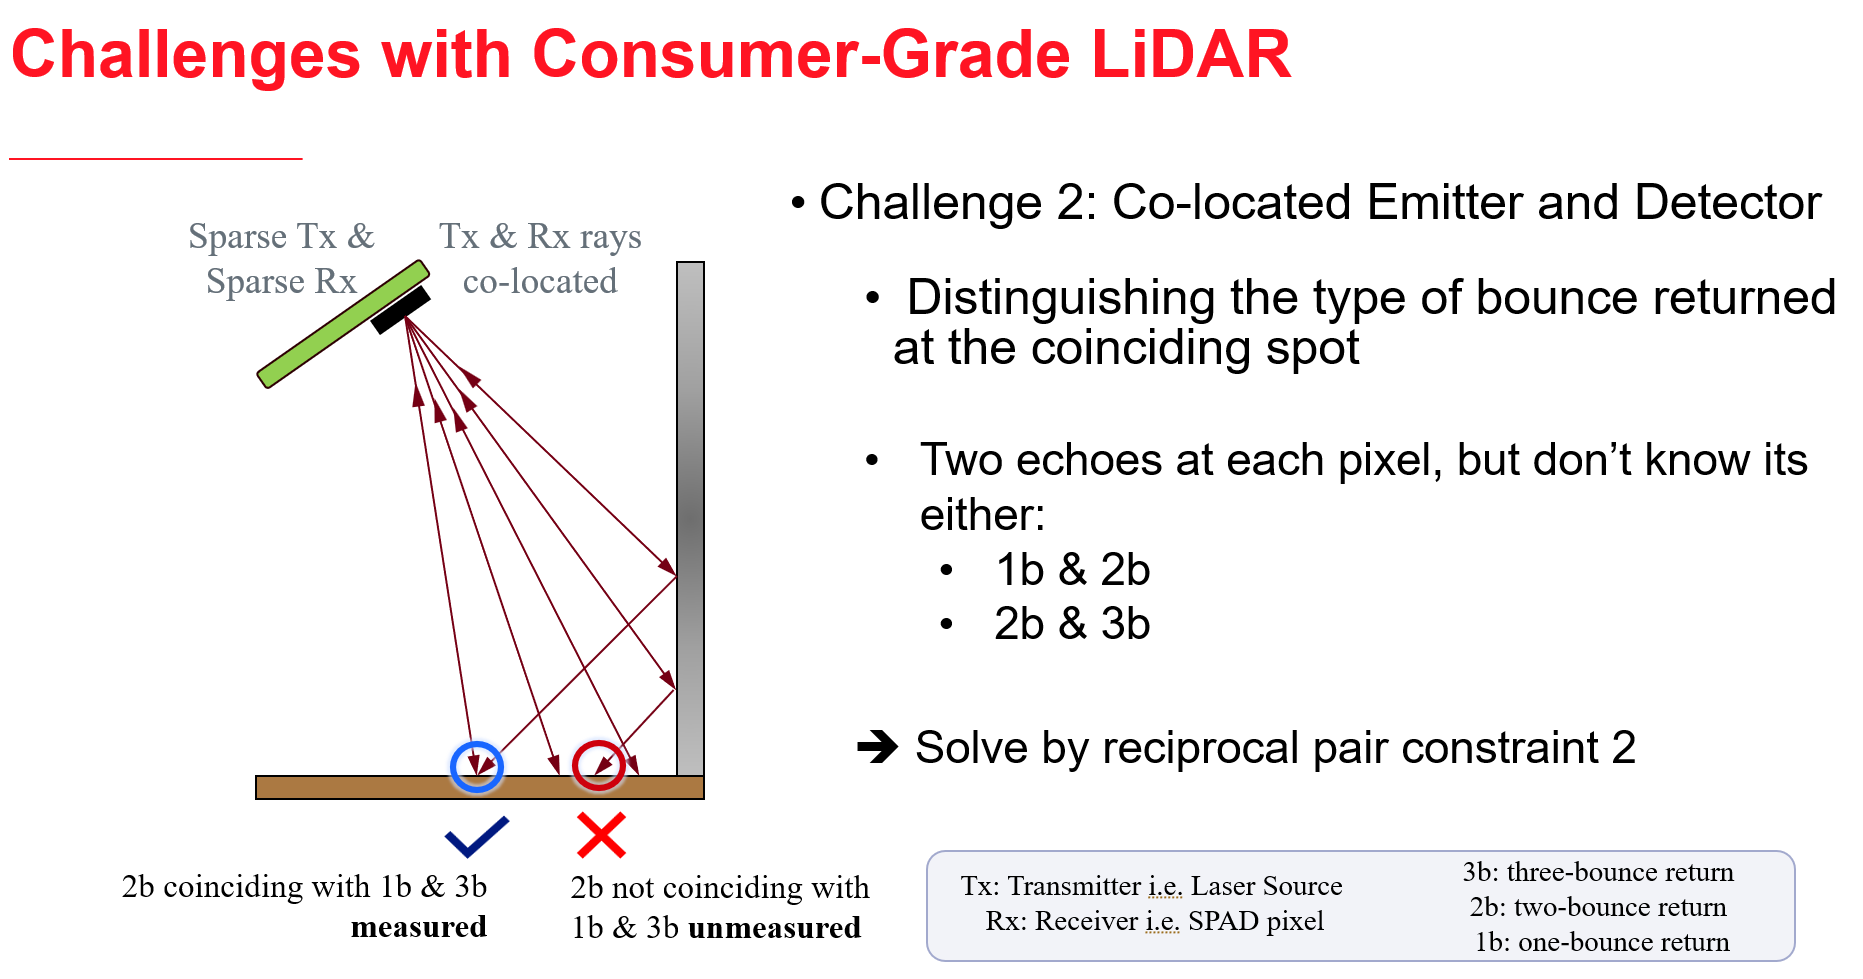 Challenges with Consumer-Grade LiDAR
Sparse Tx &
Sparse Rx
Tx & Rx rays
co-located
• Challenge 2: Co-located Emitter and Detector
• Distinguishing the type of bounce returned
at the coinciding spot
• Two echoes at each pixel, but don’t know its
either:
• 1b & 2b
• 2b & 3b
➔ Solve by reciprocal pair constraint 2
2b coinciding with 1b & 3b
measured
2b not coinciding with
1b & 3b unmeasured
Tx: Transmitter i.e. Laser Source
Rx: Receiver i.e. SPAD pixel
3b: three-bounce return
2b: two-bounce return
1b: one-bounce return